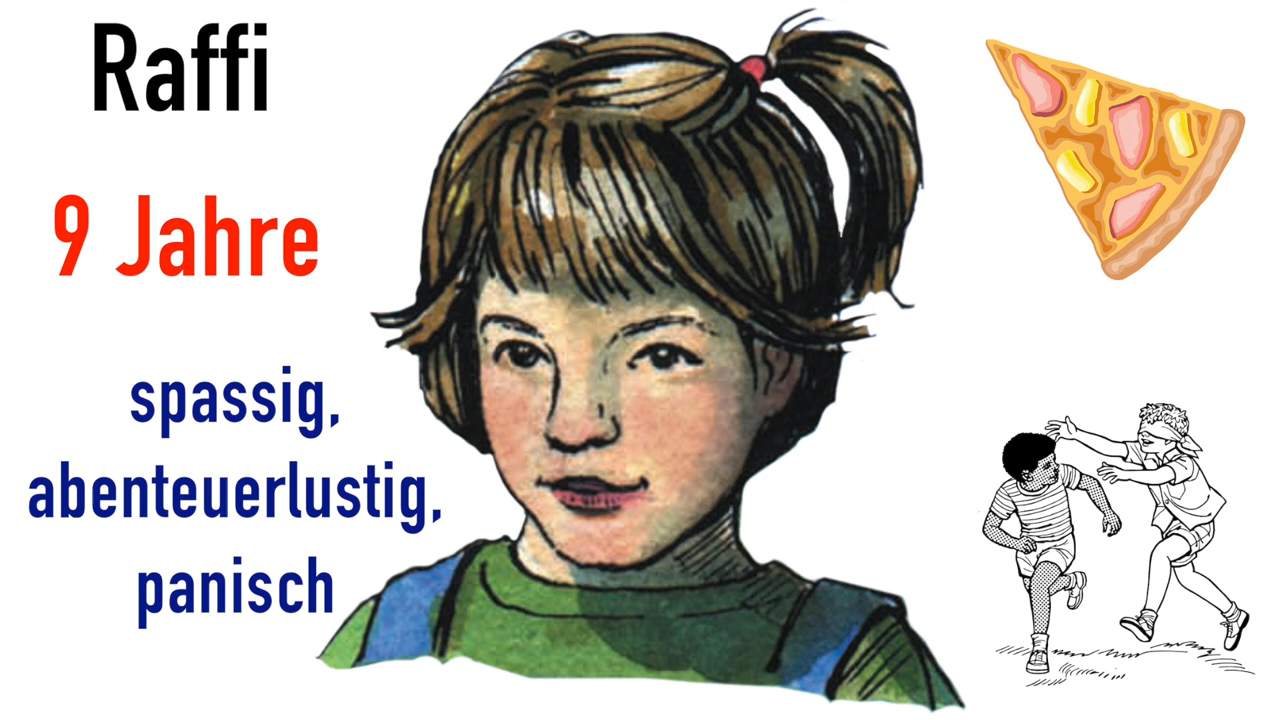 Raffi
9 Jahre
spassig,
abenteuerlustig,
panisch